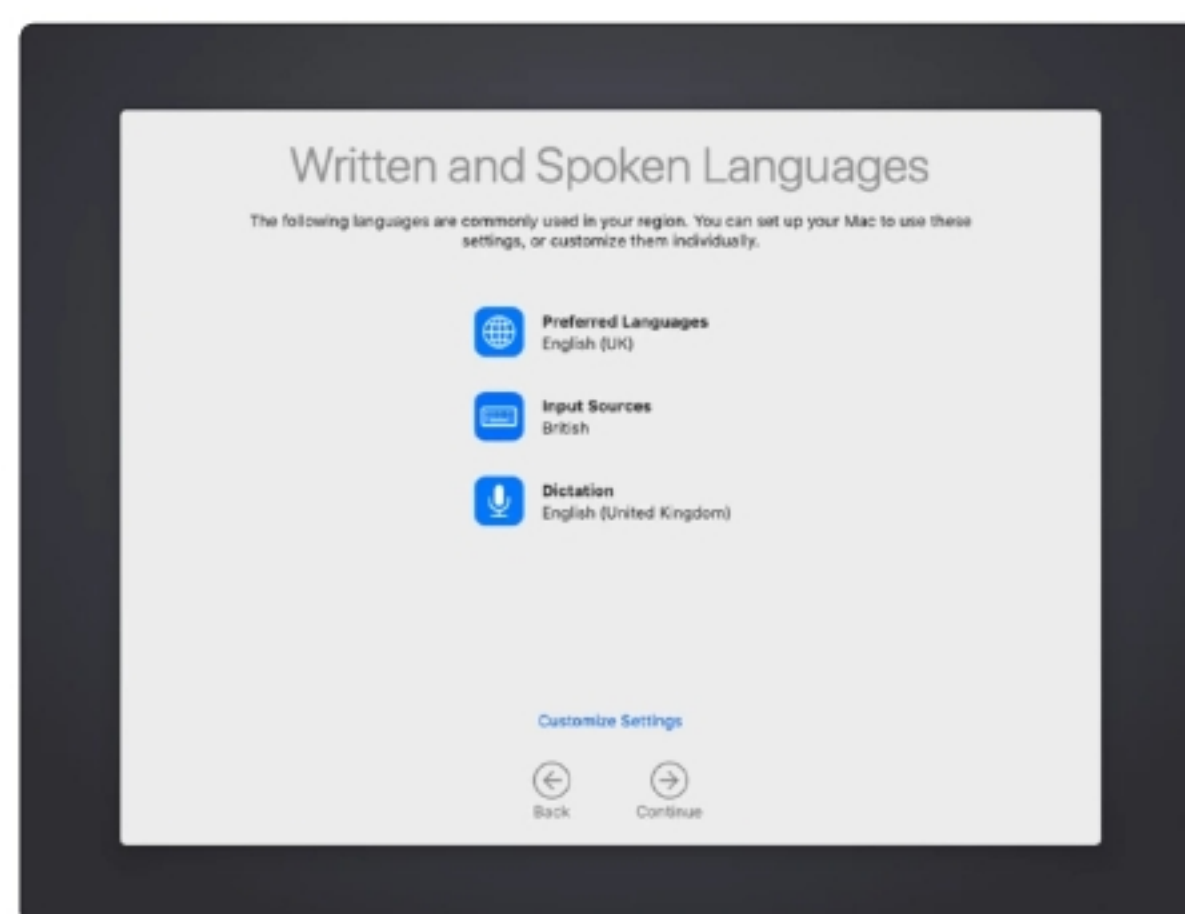 Written and Spoken Languages
The following languages are commonly used in your region. You can set up your Mac to use these
settings, or customize them individually.
Preferred Languages
English (UK)
Input Sources
British
Dictation
English (United Kingdom)
Customize Settings
Back
Continue